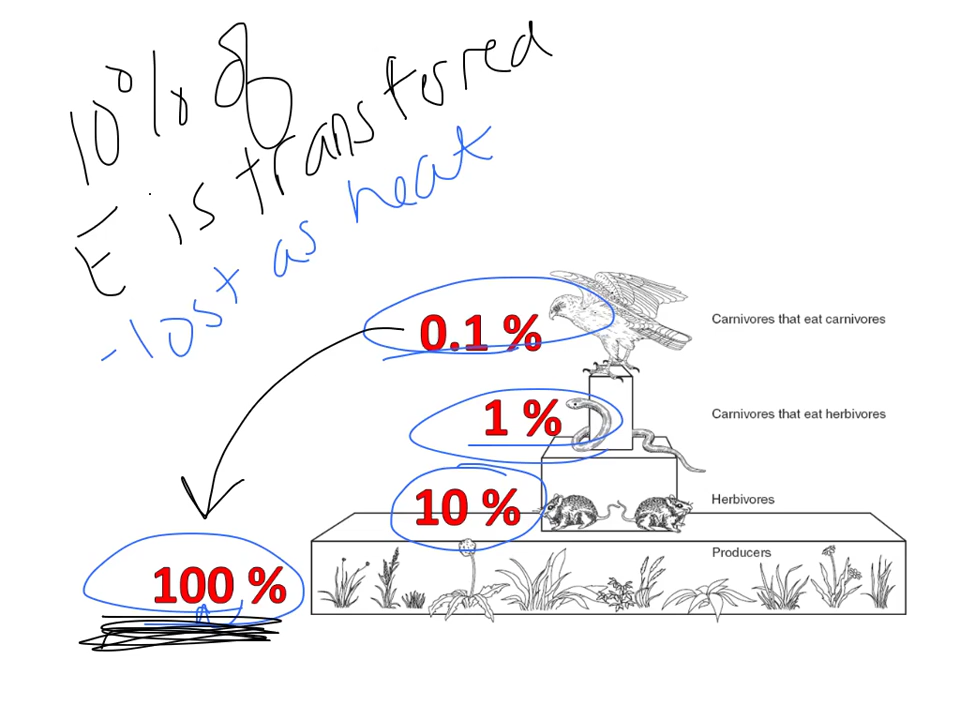 10% of
E is transferred
- lost as heat
0.1 %
Carnivores that eat carnivores
1 %
Carnivores that eat herbivores
10 %
Herbivores
Producers
100 %